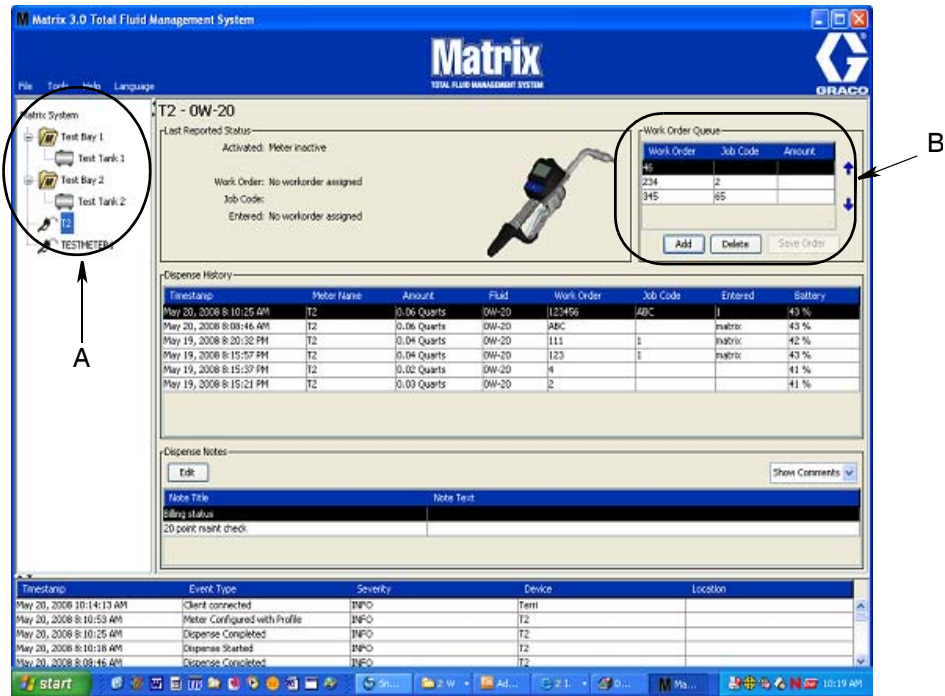 Matrix 3.0 Total Fluid Management System
Matrix
TOTAL FLUID MANAGEMENT SYSTEM
GRACO
File Tools Help Language
Matrix System
Test Bay 1
Test Tank 1
Test Bay 2
Test Tank 2
T2
TESTMETER1
A
T2 - 0W-20
Last Reported Status
Activated: Meter inactive
Work Order: No workorder assigned
Job Code:
Entered: No workorder assigned
Work Order Queue
Work Order Job Code Amount
46
234 2
345 65
Add Delete Save Order
B
Dispense History
Timestamp Meter Name Amount Fluid Work Order Job Code Entered Battery
May 20, 2008 8:10:25 AM T2 0.06 Quarts 0W-20 123456 ABC 1 43 %
May 20, 2008 8:08:46 AM T2 0.06 Quarts 0W-20 ABC matrix 43 %
May 19, 2008 8:20:32 PM T2 0.04 Quarts 0W-20 111 1 matrix 42 %
May 19, 2008 8:15:57 PM T2 0.04 Quarts 0W-20 123 1 matrix 43 %
May 19, 2008 8:15:37 PM T2 0.02 Quarts 0W-20 4 41 %
May 19, 2008 8:15:21 PM T2 0.03 Quarts 0W-20 2 41 %
Dispense Notes
Edit
Show Comments
Note Title Note Text
Billing status
20 point maint check
Timestamp Event Type Severity Device Location
May 20, 2008 10:14:13 AM Client connected INFO Terri
May 20, 2008 8:10:53 AM Meter Configured with Profile INFO T2
May 20, 2008 8:10:25 AM Dispense Completed INFO T2
May 20, 2008 8:10:18 AM Dispense Started INFO T2
May 20, 2008 8:08:46 AM Dispense Completed INFO T2
start
Sn... 2 W Ad... 2 1. D... Ma... 10:19 AM